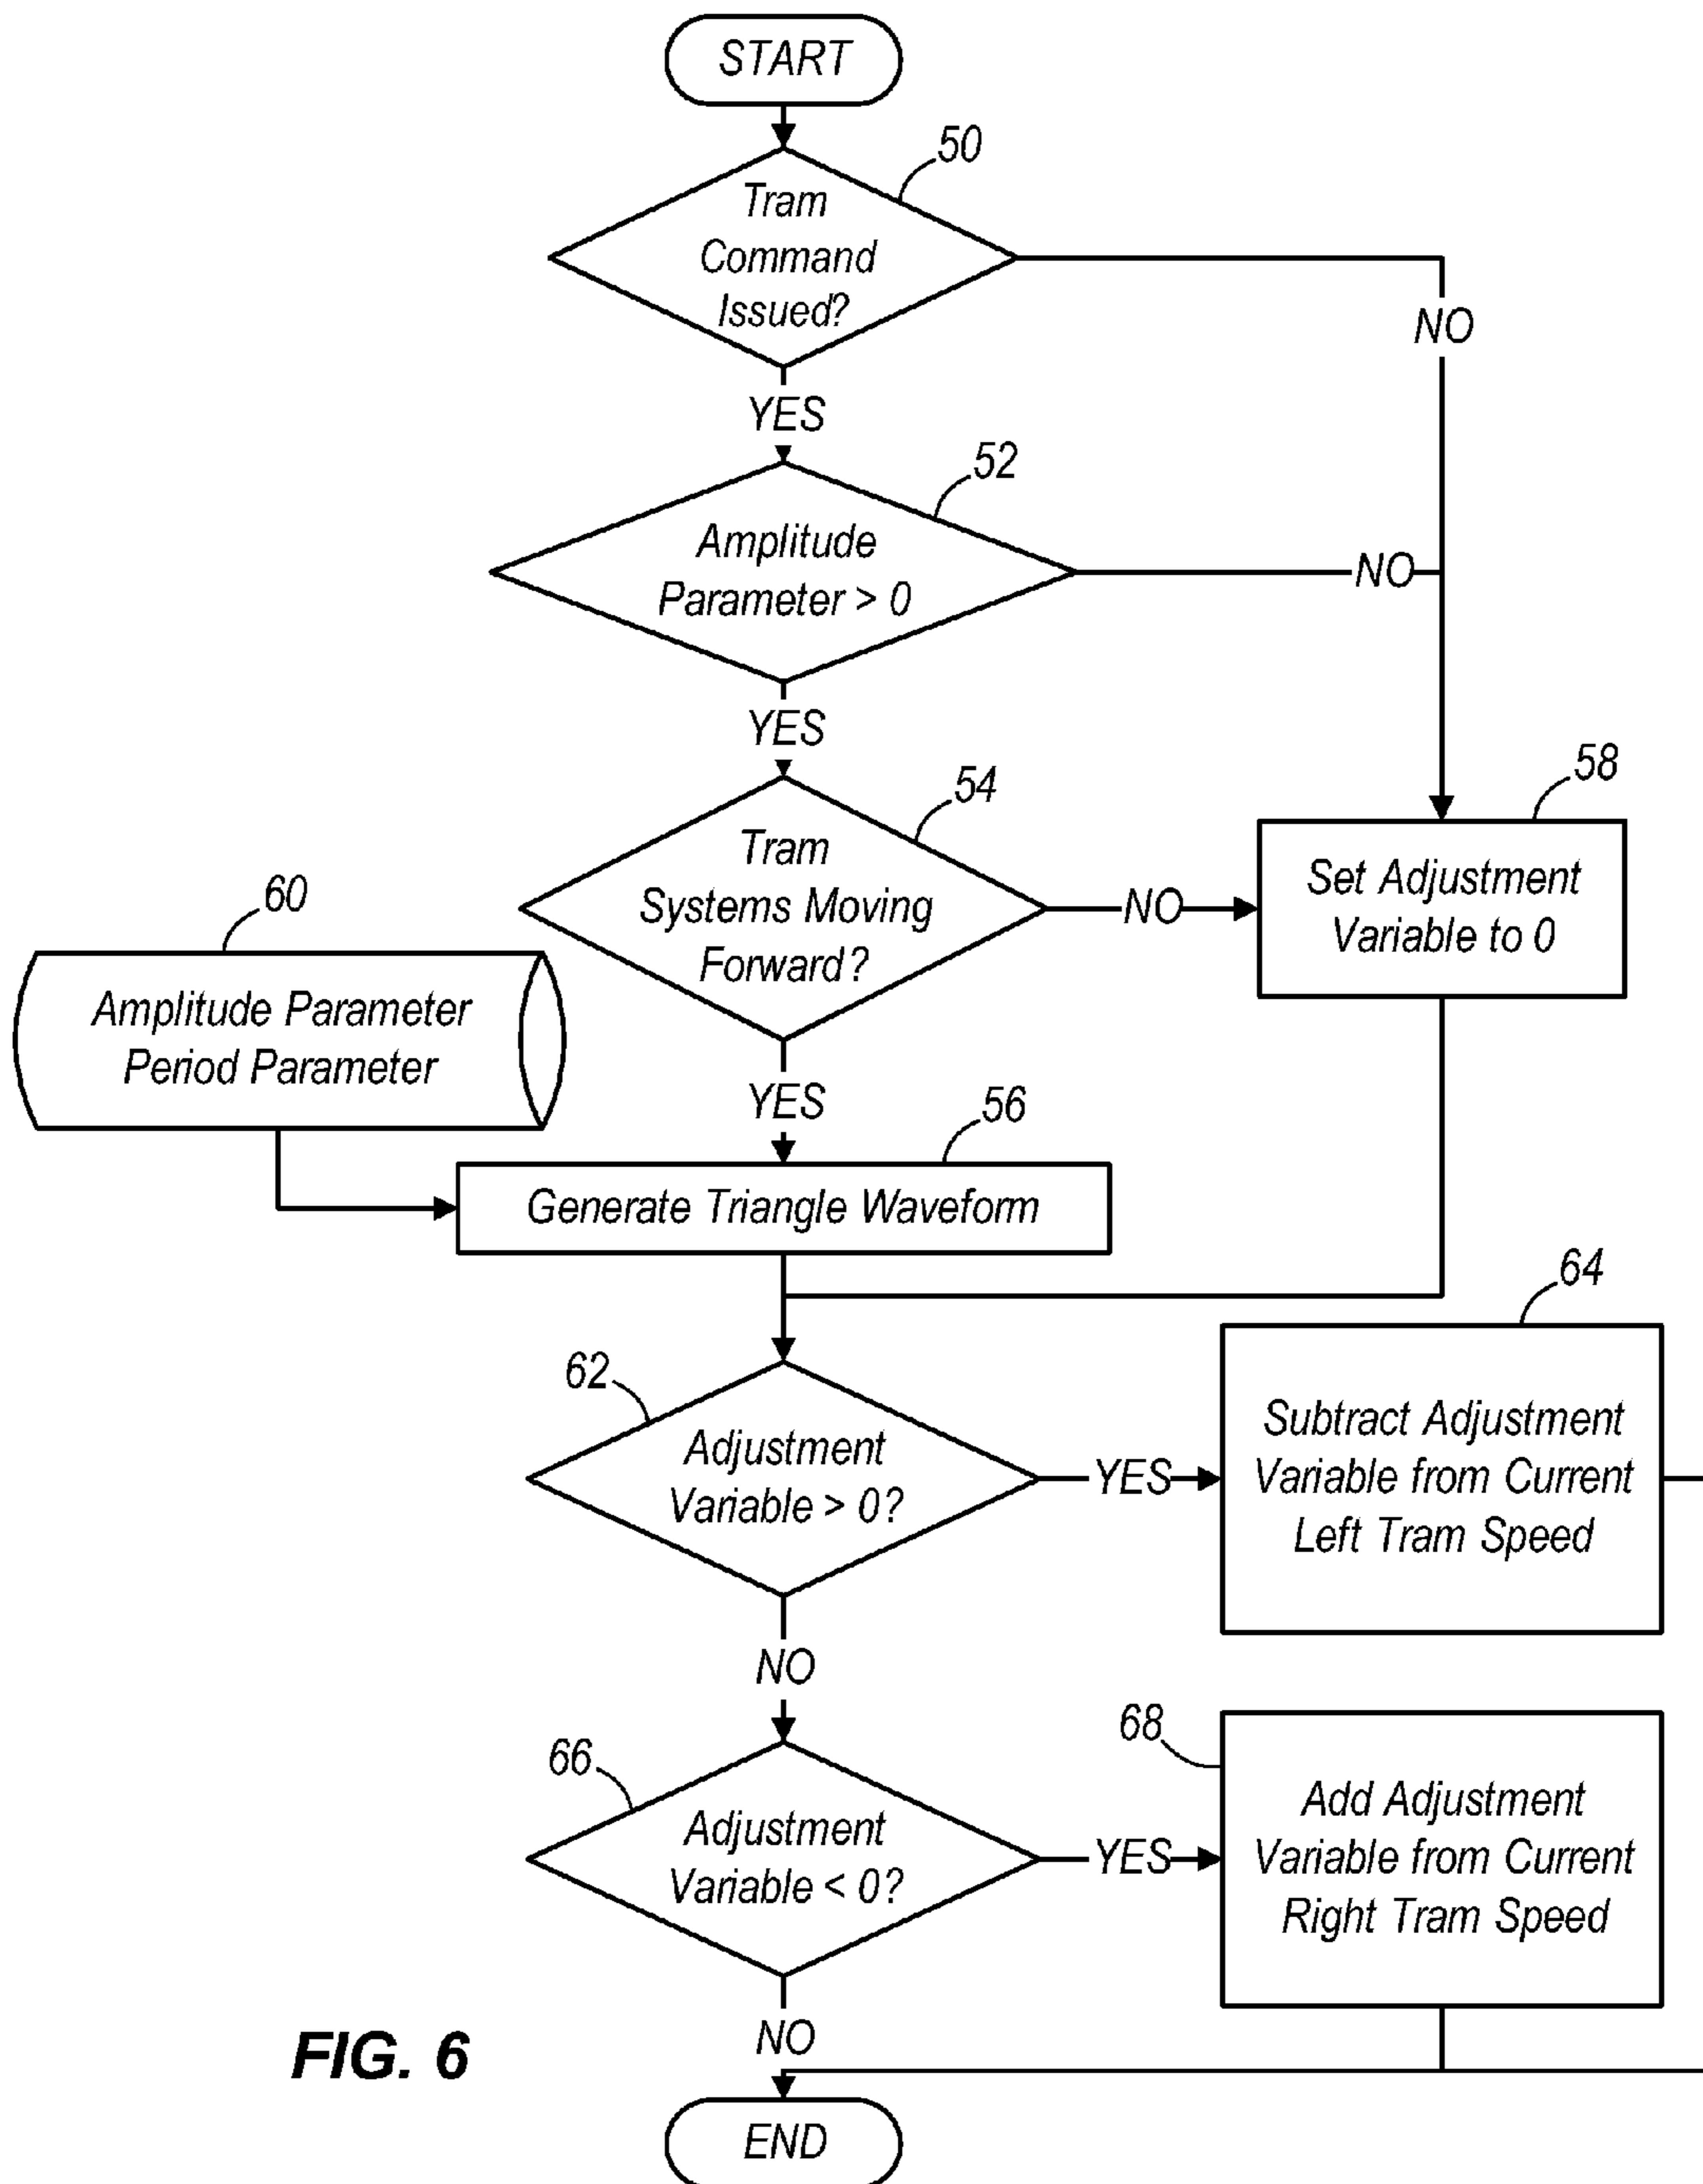 START
50
Tram
Command
Issued?
NO
YES
52
Amplitude
Parameter > 0
NO
YES
54
Tram
Systems Moving
Forward?
NO
58
Set Adjustment
Variable to 0
60
Amplitude Parameter
Period Parameter
YES
56
Generate Triangle Waveform
62
Adjustment
Variable > 0?
YES
64
Subtract Adjustment
Variable from Current
Left Tram Speed
NO
66
Adjustment
Variable < 0?
YES
68
Add Adjustment
Variable from Current
Right Tram Speed
NO
FIG. 6
END